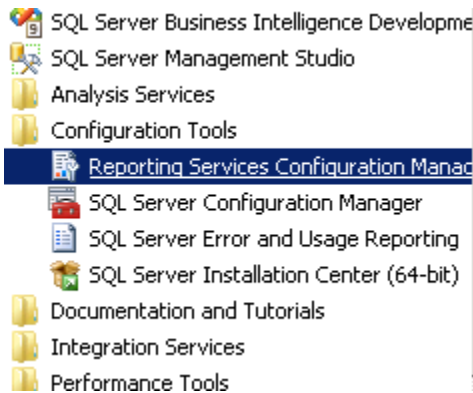 SQL Server Business Intelligence Developme
SQL Server Management Studio
Analysis Services
Configuration Tools
Reporting Services Configuration Manac
SQL Server Configuration Manager
SQL Server Error and Usage Reporting
SQL Server Installation Center (64-bit)
Documentation and Tutorials
Integration Services
Performance Tools